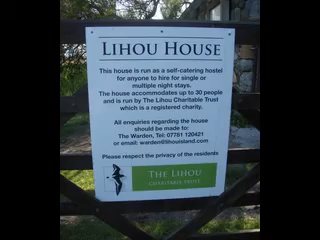 LIHOU HOUSE
This house is run as a self-catering hostel
for anyone to hire for single or
multiple night stays.
The house accommodates up to 30 people
and is run by The Lihou Charitable Trust
which is a registered charity.
All enquiries regarding the house
should be made to:
The Warden, Tel: 07781 120421
or email: warden@lihouisland.com
Please respect the privacy of the residents
THE LIHOU
CHARITABLE TRUST